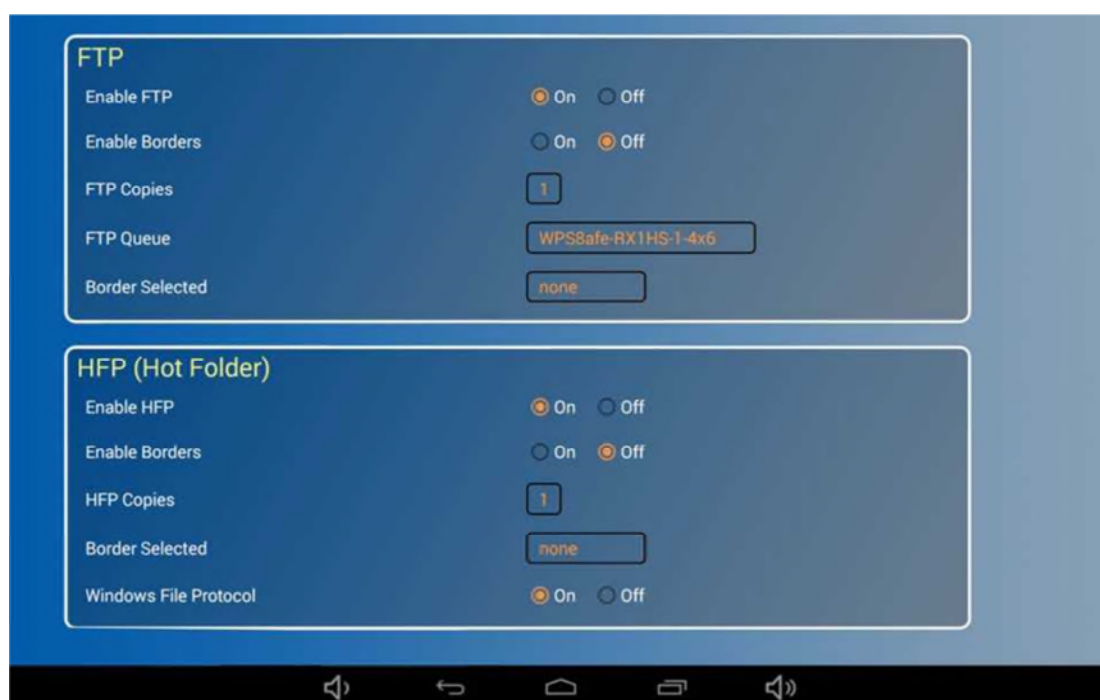 FTP
Enable FTP On Off
Enable Borders On Off
FTP Copies 1
FTP Queue WPS8afe-RX1HS-1-4x6
Border Selected none
HFP (Hot Folder)
Enable HFP On Off
Enable Borders On Off
HFP Copies 1
Border Selected none
Windows File Protocol On Off